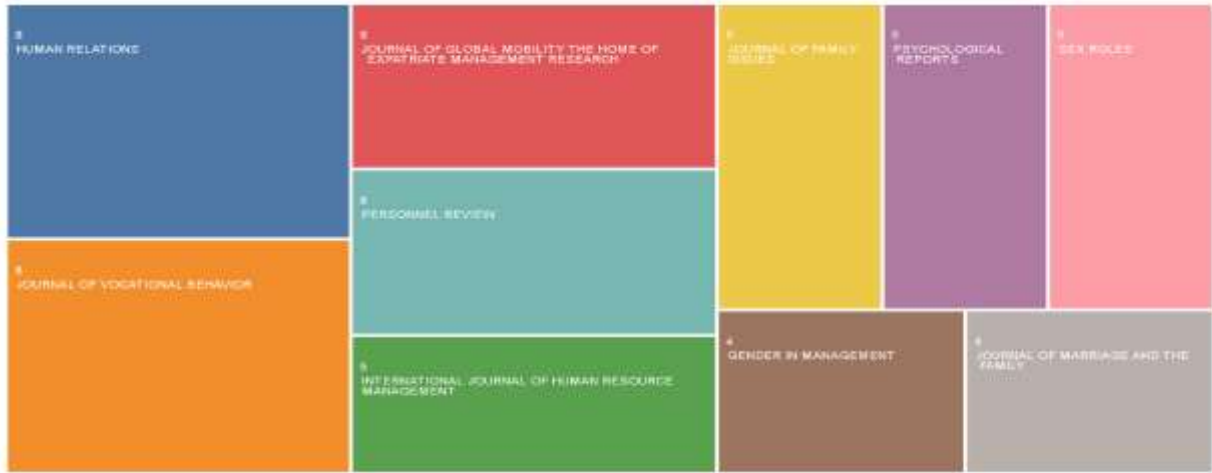 HUMAN RELATIONS
JOURNAL OF GLOBAL MOBILITY THE HOME OF
EXPATRIATE MANAGEMENT RESEARCH
JOURNAL OF FAMILY
ISSUES
PSYCHOLOGICAL
REPORTS
SEX ROLES
PERSONNEL REVIEW
JOURNAL OF VOCATIONAL BEHAVIOR
5
INTERNATIONAL JOURNAL OF HUMAN RESOURCE
MANAGEMENT
4
GENDER IN MANAGEMENT
JOURNAL OF MARRIAGE AND THE
FAMILY